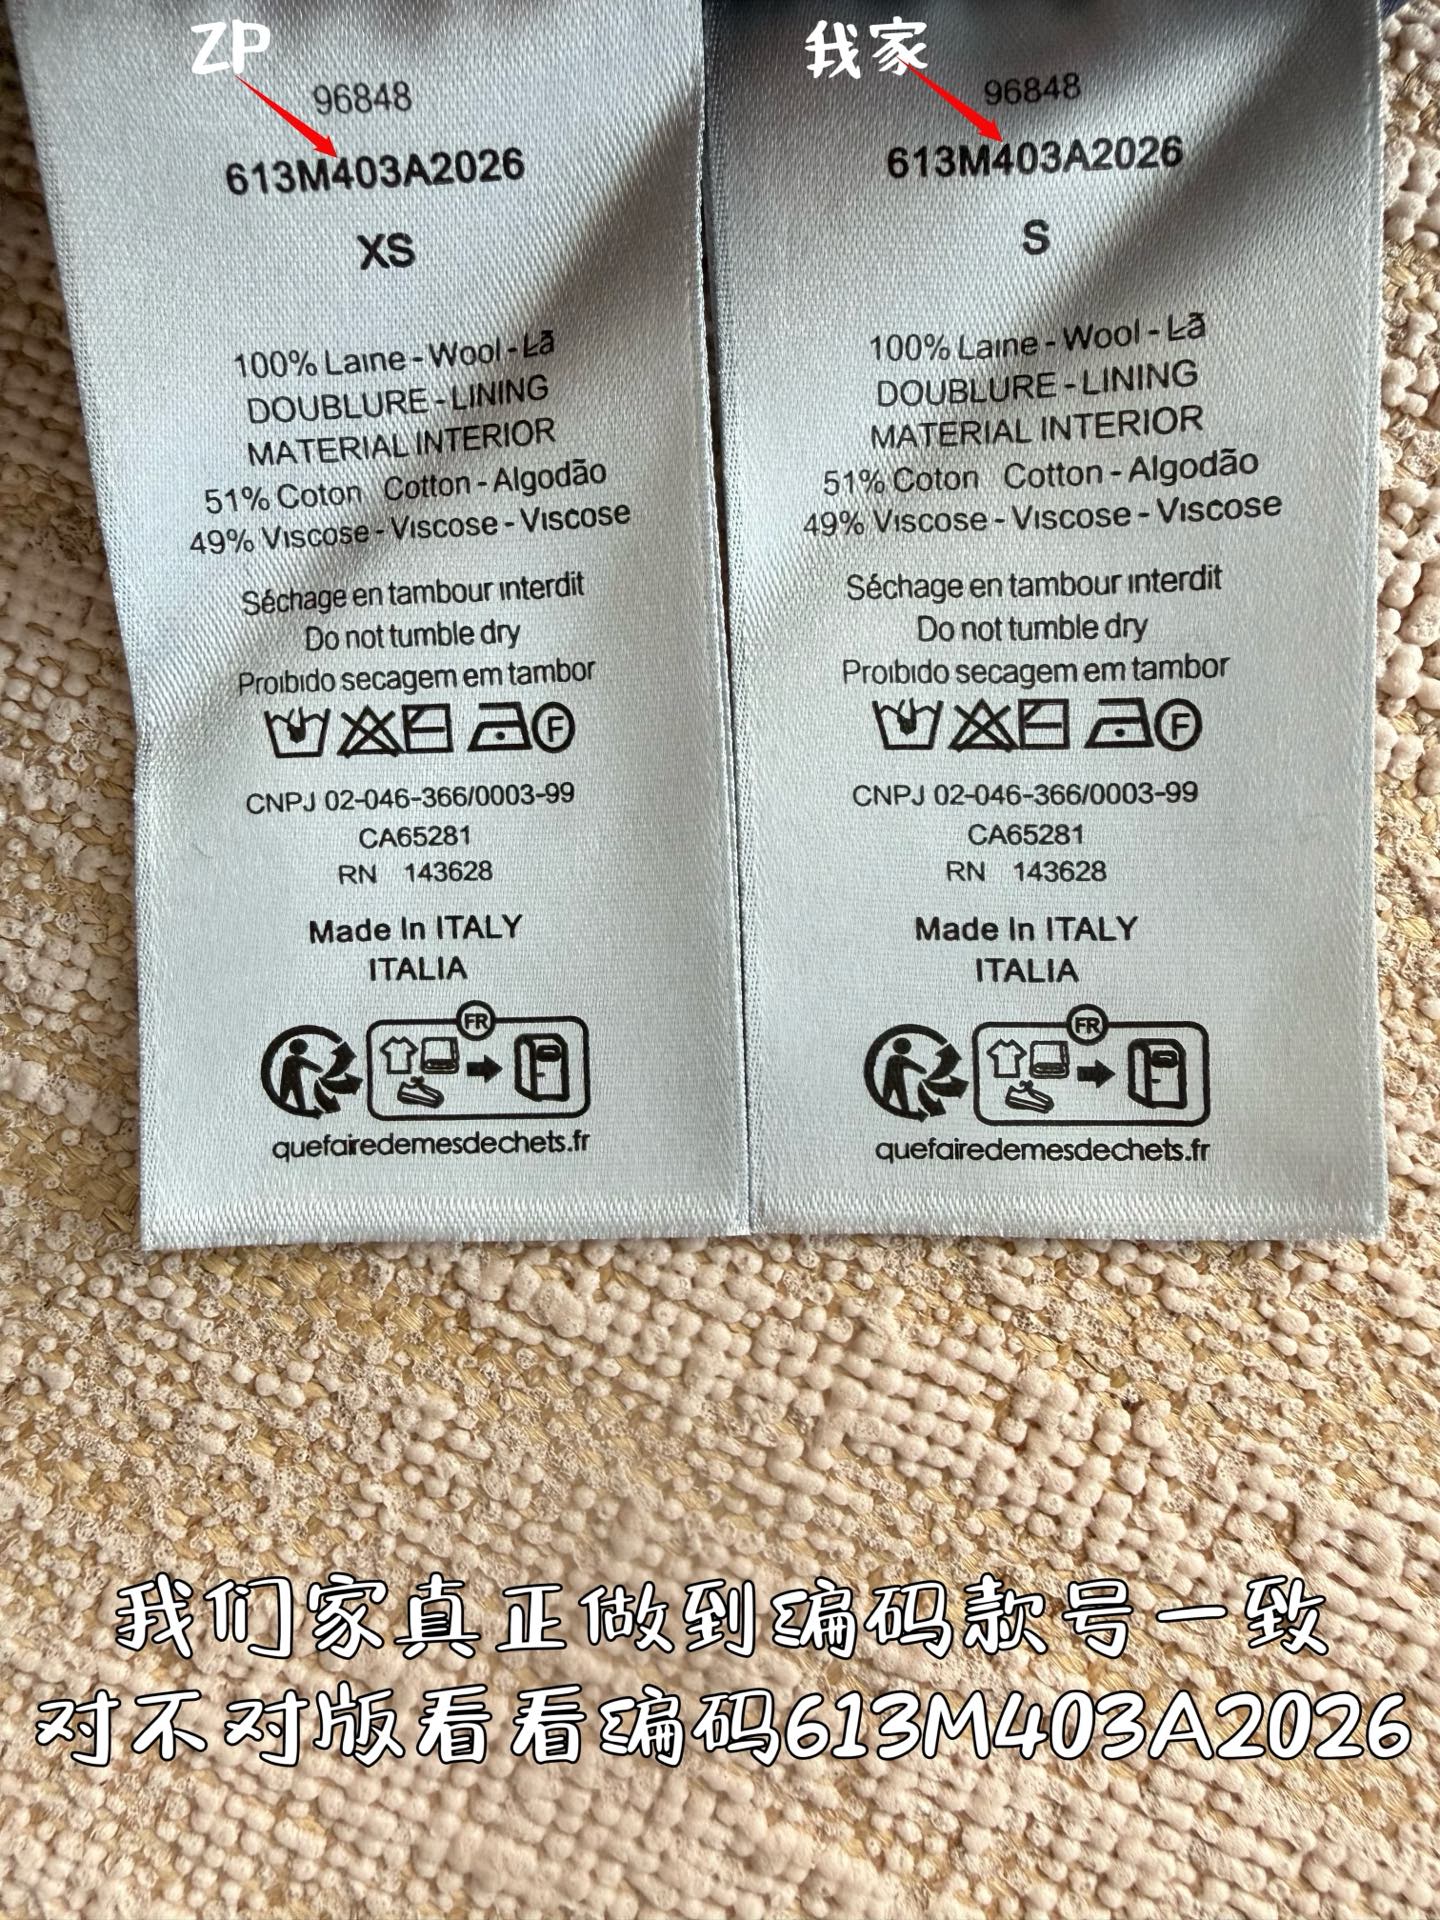 ZP
96848
613M403A2026
XS
100% Laine - Wool - Lã
DOUBLURE - LINING
MATERIAL INTERIOR
51% Coton Cotton - Algodão
49% Viscose - Viscose - Viscose
Séchage en tambour interdit
Do not tumble dry
Proibido secagem em tambor
F
CNPJ 02-046-366/0003-99
CA65281
RN 143628
Made In ITALY
ITALIA
FR
quefairedemesdechets.fr
我家
96848
613M403A2026
S
100% Laine - Wool - Lã
DOUBLURE - LINING
MATERIAL INTERIOR
51% Coton Cotton - Algodão
49% Viscose - Viscose - Viscose
Séchage en tambour interdit
Do not tumble dry
Proibido secagem em tambor
F
CNPJ 02-046-366/0003-99
CA65281
RN 143628
Made In ITALY
ITALIA
FR
quefairedemesdechets.fr
我们家真正做到编码款号一致
对不对版看看编码613M403A2026